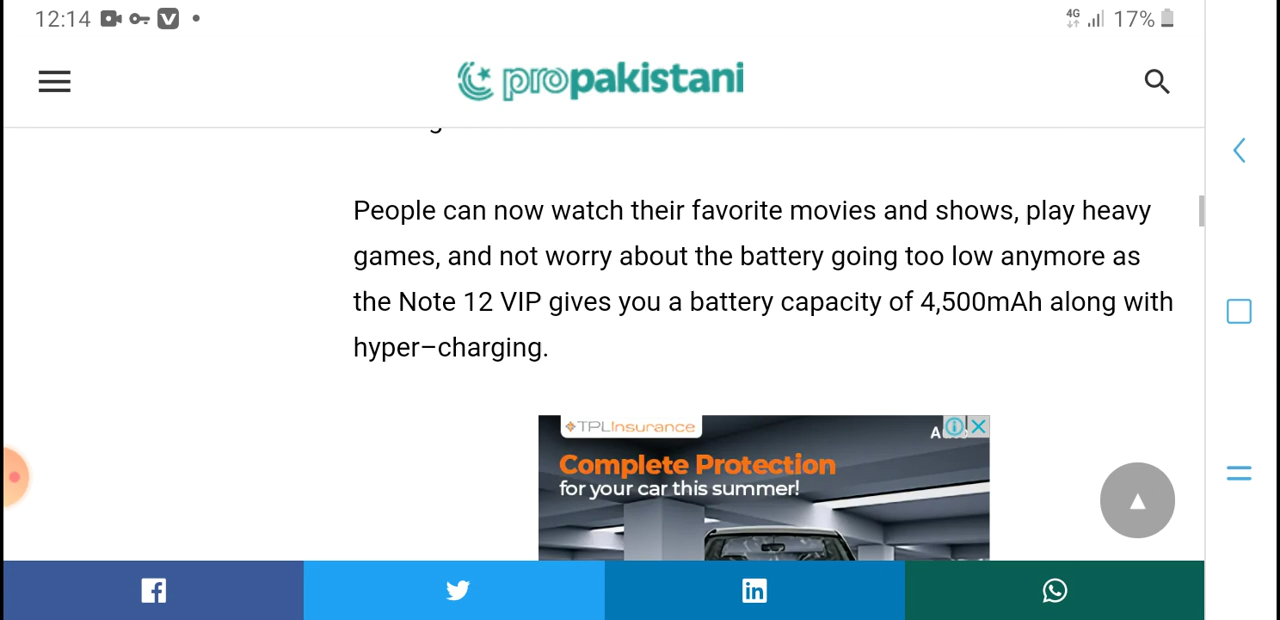 12:14 V 4G 17%
propakistani
People can now watch their favorite movies and shows, play heavy
games, and not worry about the battery going too low anymore as
the Note 12 VIP gives you a battery capacity of 4,500mAh along with
hyper–charging.
TPLInsurance
Complete Protection
for your car this summer!